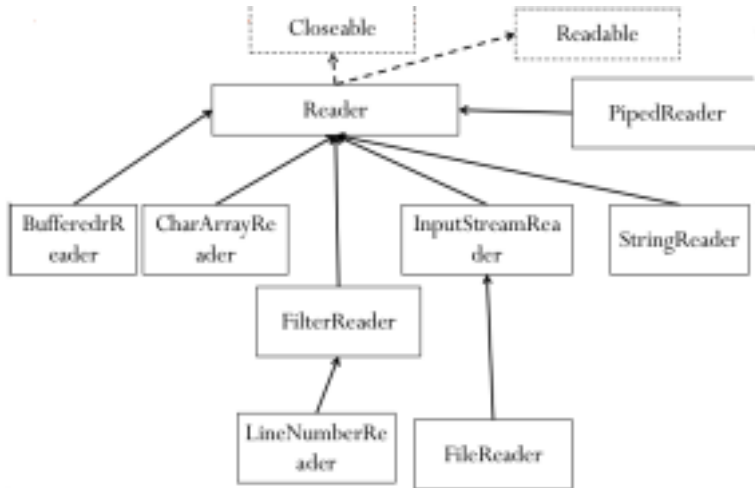 Closeable
Readable
Reader
PipedReader
BufferedrR
eader
CharArrayRe
ader
InputStreamRea
der
StringReader
FilterReader
LineNumberRe
ader
FileReader